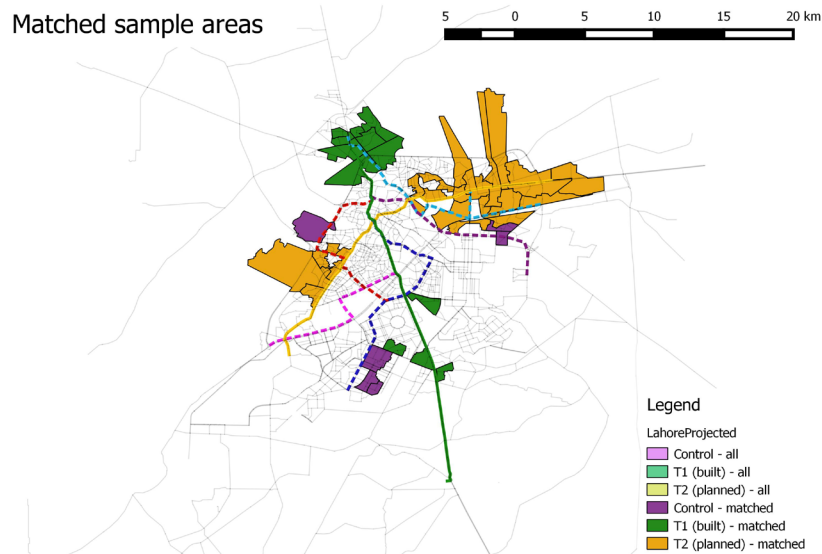 Matched sample areas
5 0 5 10 15 20 km
Legend
LahoreProjected
Control - all
T1 (built) - all
T2 (planned) - all
Control - matched
T1 (built) - matched
T2 (planned) - matched